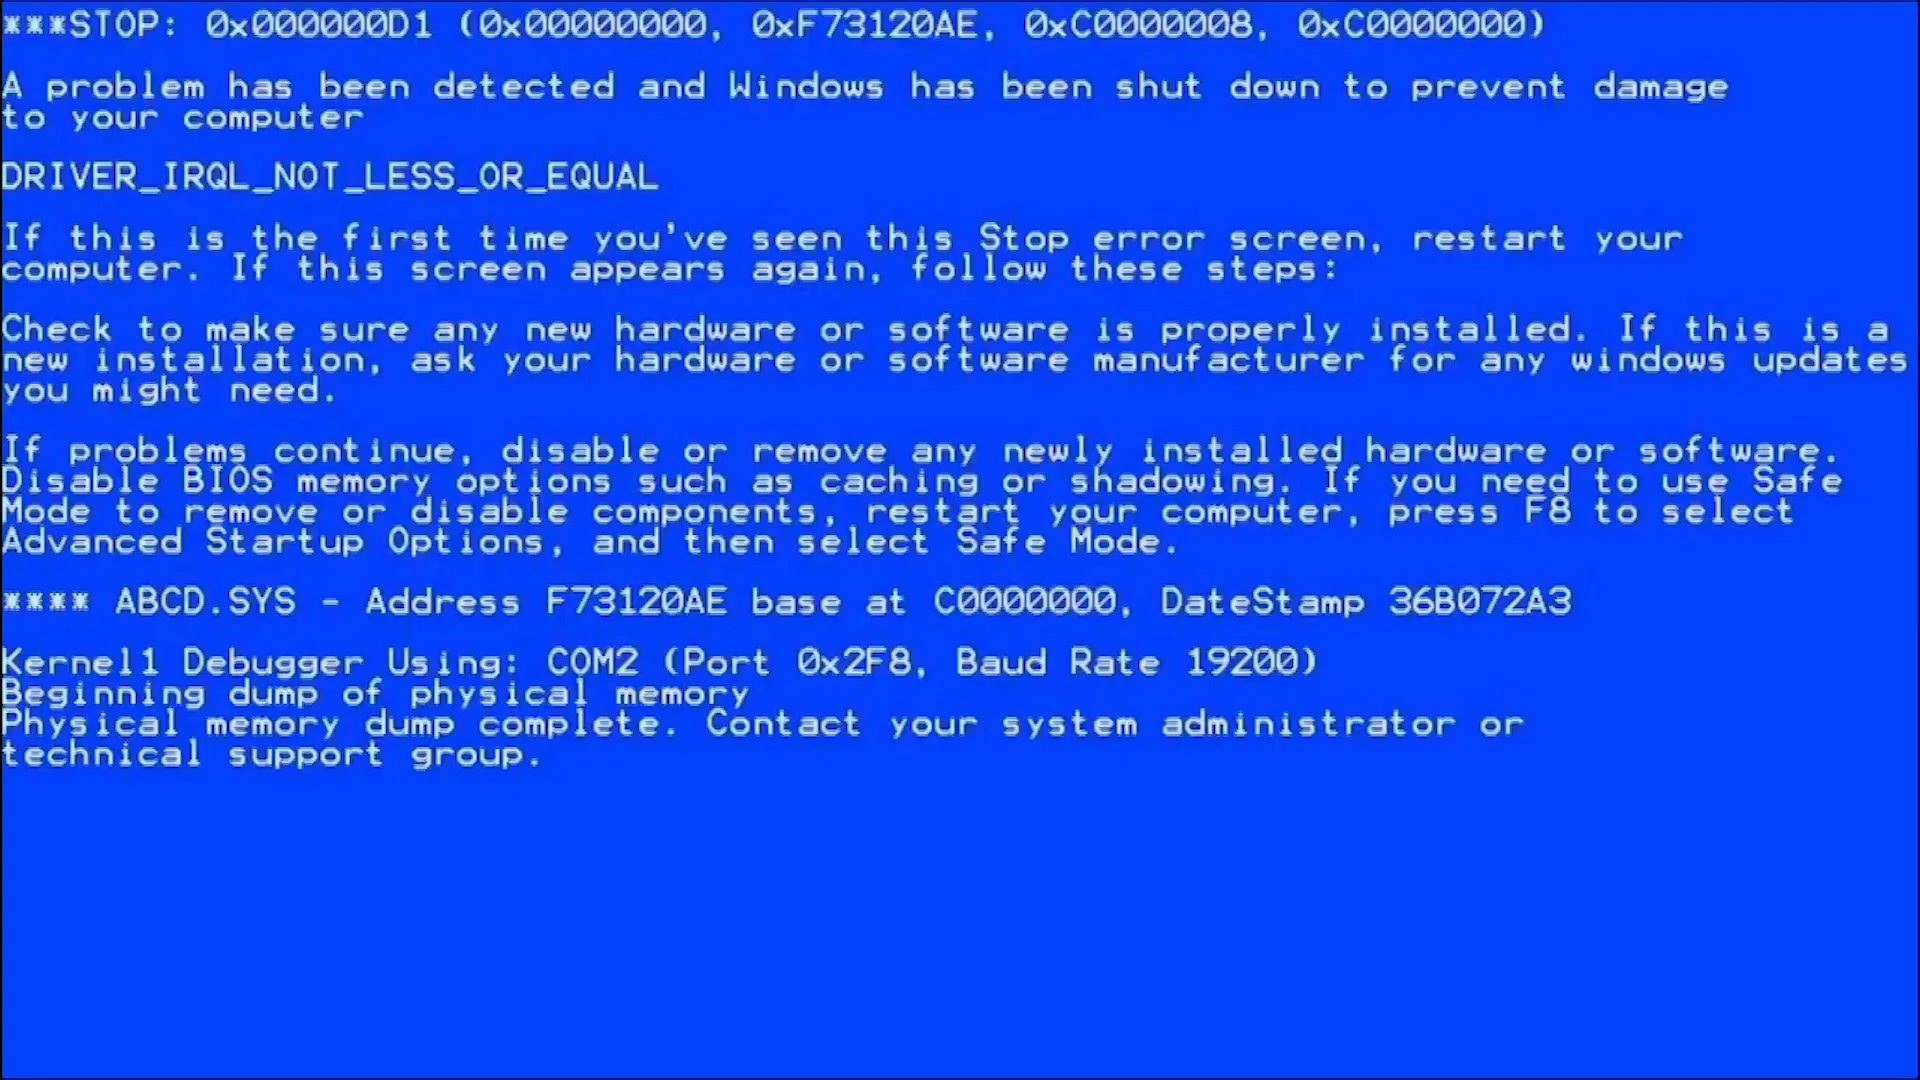 ***STOP: 0x000000D1 (0x00000000, 0xF73120AE, 0xC0000008, 0xC0000000)
A problem has been detected and Windows has been shut down to prevent damage
to your computer
DRIVER_IRQL_NOT_LESS_OR_EQUAL
If this is the first time you've seen this Stop error screen, restart your
computer. If this screen appears again, follow these steps:
Check to make sure any new hardware or software is properly installed. If this is a
new installation, ask your hardware or software manufacturer for any windows updates
you might need.
If problems continue, disable or remove any newly installed hardware or software.
Disable BIOS memory options such as caching or shadowing. If you need to use Safe
Mode to remove or disable components, restart your computer, press F8 to select
Advanced Startup Options, and then select Safe Mode.
**** ABCD.SYS - Address F73120AE base at C0000000, DateStamp 36B072A3
Kernel1 Debugger Using: COM2 (Port 0x2F8, Baud Rate 19200)
Beginning dump of physical memory
Physical memory dump complete. Contact your system administrator or
technical support group.